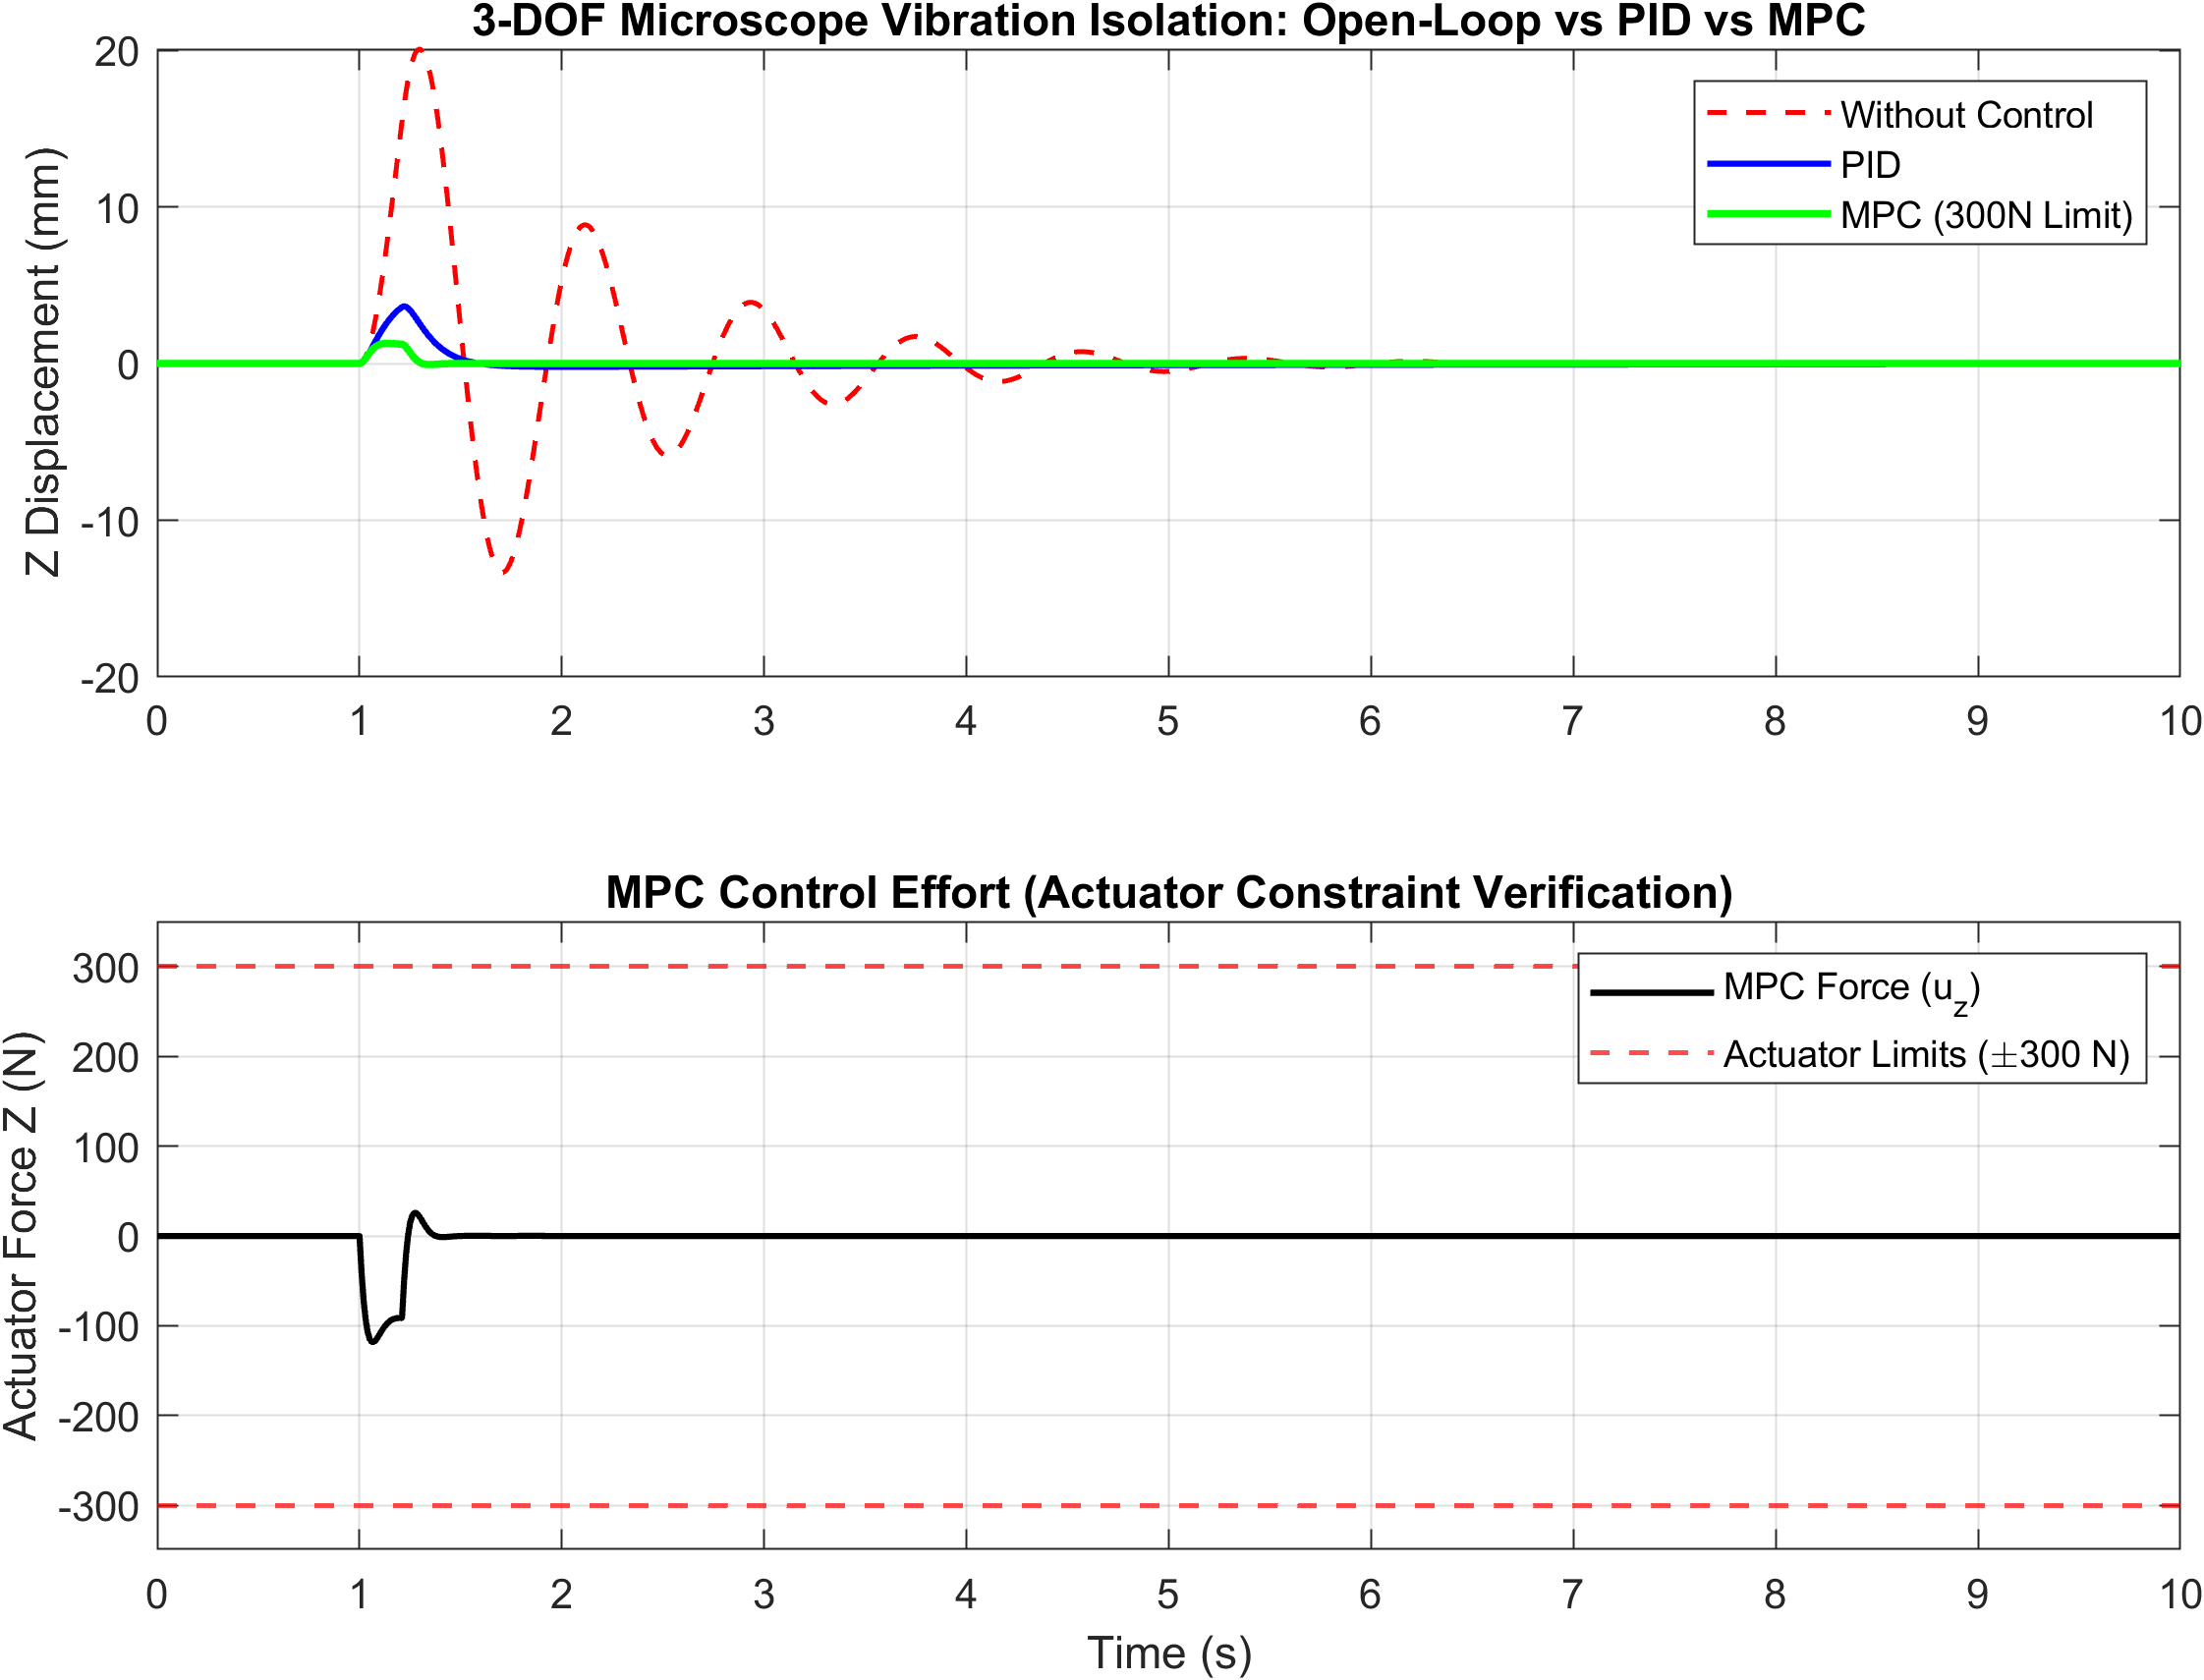 3-DOF Microscope Vibration Isolation: Open-Loop vs PID vs MPC
Z Displacement (mm)
20
10
0
-10
-20
0 1 2 3 4 5 6 7 8 9 10
Without Control
PID
MPC (300N Limit)
MPC Control Effort (Actuator Constraint Verification)
Actuator Force Z (N)
300
200
100
0
-100
-200
-300
0 1 2 3 4 5 6 7 8 9 10
MPC Force (u_z)
Actuator Limits (±300 N)
Time (s)